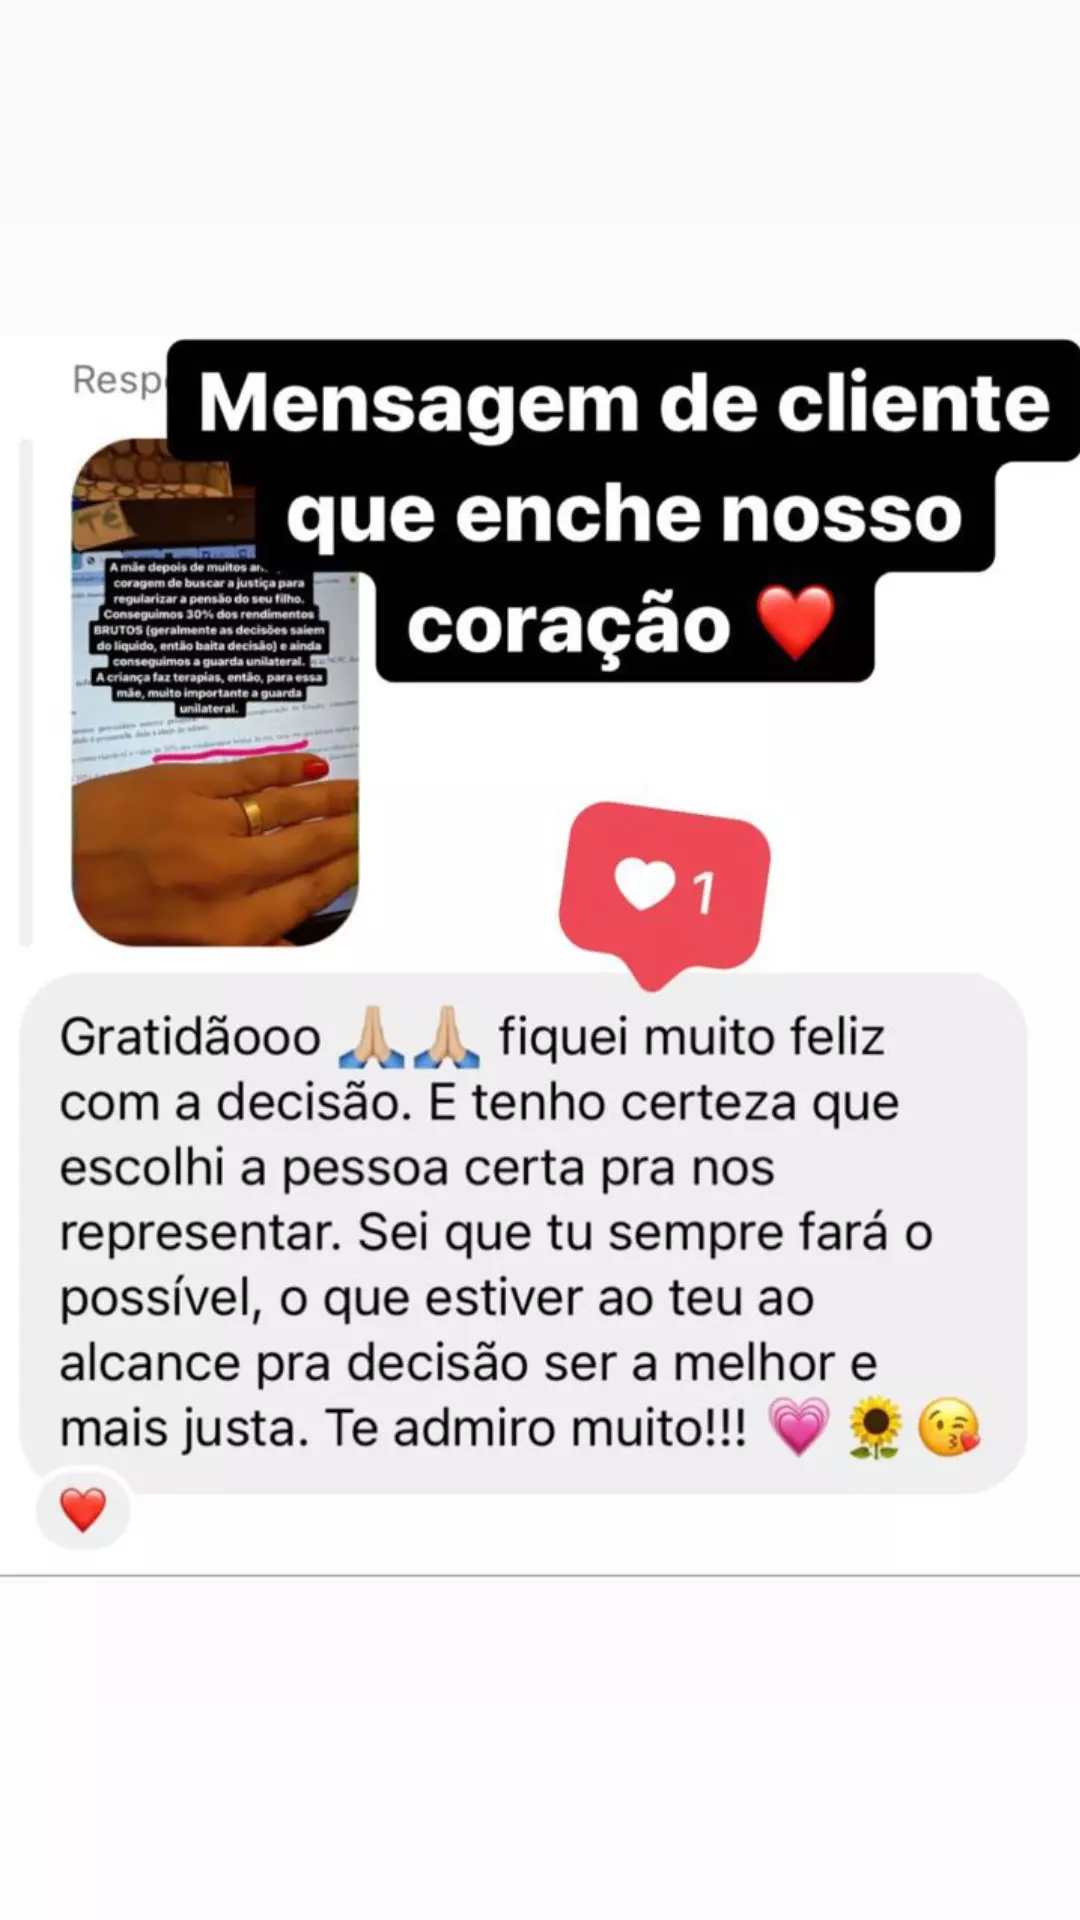 Resp
Mensagem de cliente
que enche nosso
coração ❤️
TÉ
A mãe depois de muitos
coragem de buscar a justiça para
regularizar a pensão do seu filho.
Conseguimos 30% dos rendimentos
BRUTOS (geralmente as decisões saiem
do líquido, então baita decisão) e ainda
conseguimos a guarda unilateral.
A criança faz terapias, então, para essa
mãe, muito importante a guarda
unilateral.
1
Gratidãooo 🙏🏼🙏🏼 fiquei muito feliz
com a decisão. E tenho certeza que
escolhi a pessoa certa pra nos
representar. Sei que tu sempre fará o
possível, o que estiver ao teu ao
alcance pra decisão ser a melhor e
mais justa. Te admiro muito!!! 💗🌻😘
❤️